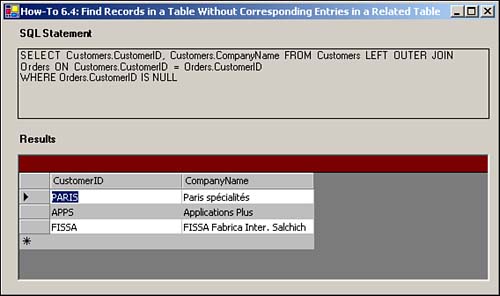 How-To 6.4: Find Records in a Table Without Corresponding Entries in a Related Table
SQL Statement
SELECT Customers.CustomerID, Customers.CompanyName FROM Customers LEFT OUTER JOIN
Orders ON Customers.CustomerID = Orders.CustomerID
WHERE Orders.CustomerID IS NULL
Results
CustomerID CompanyName
PARIS Paris spécialités
APPS Applications Plus
FISSA FISSA Fabrica Inter. Salchich